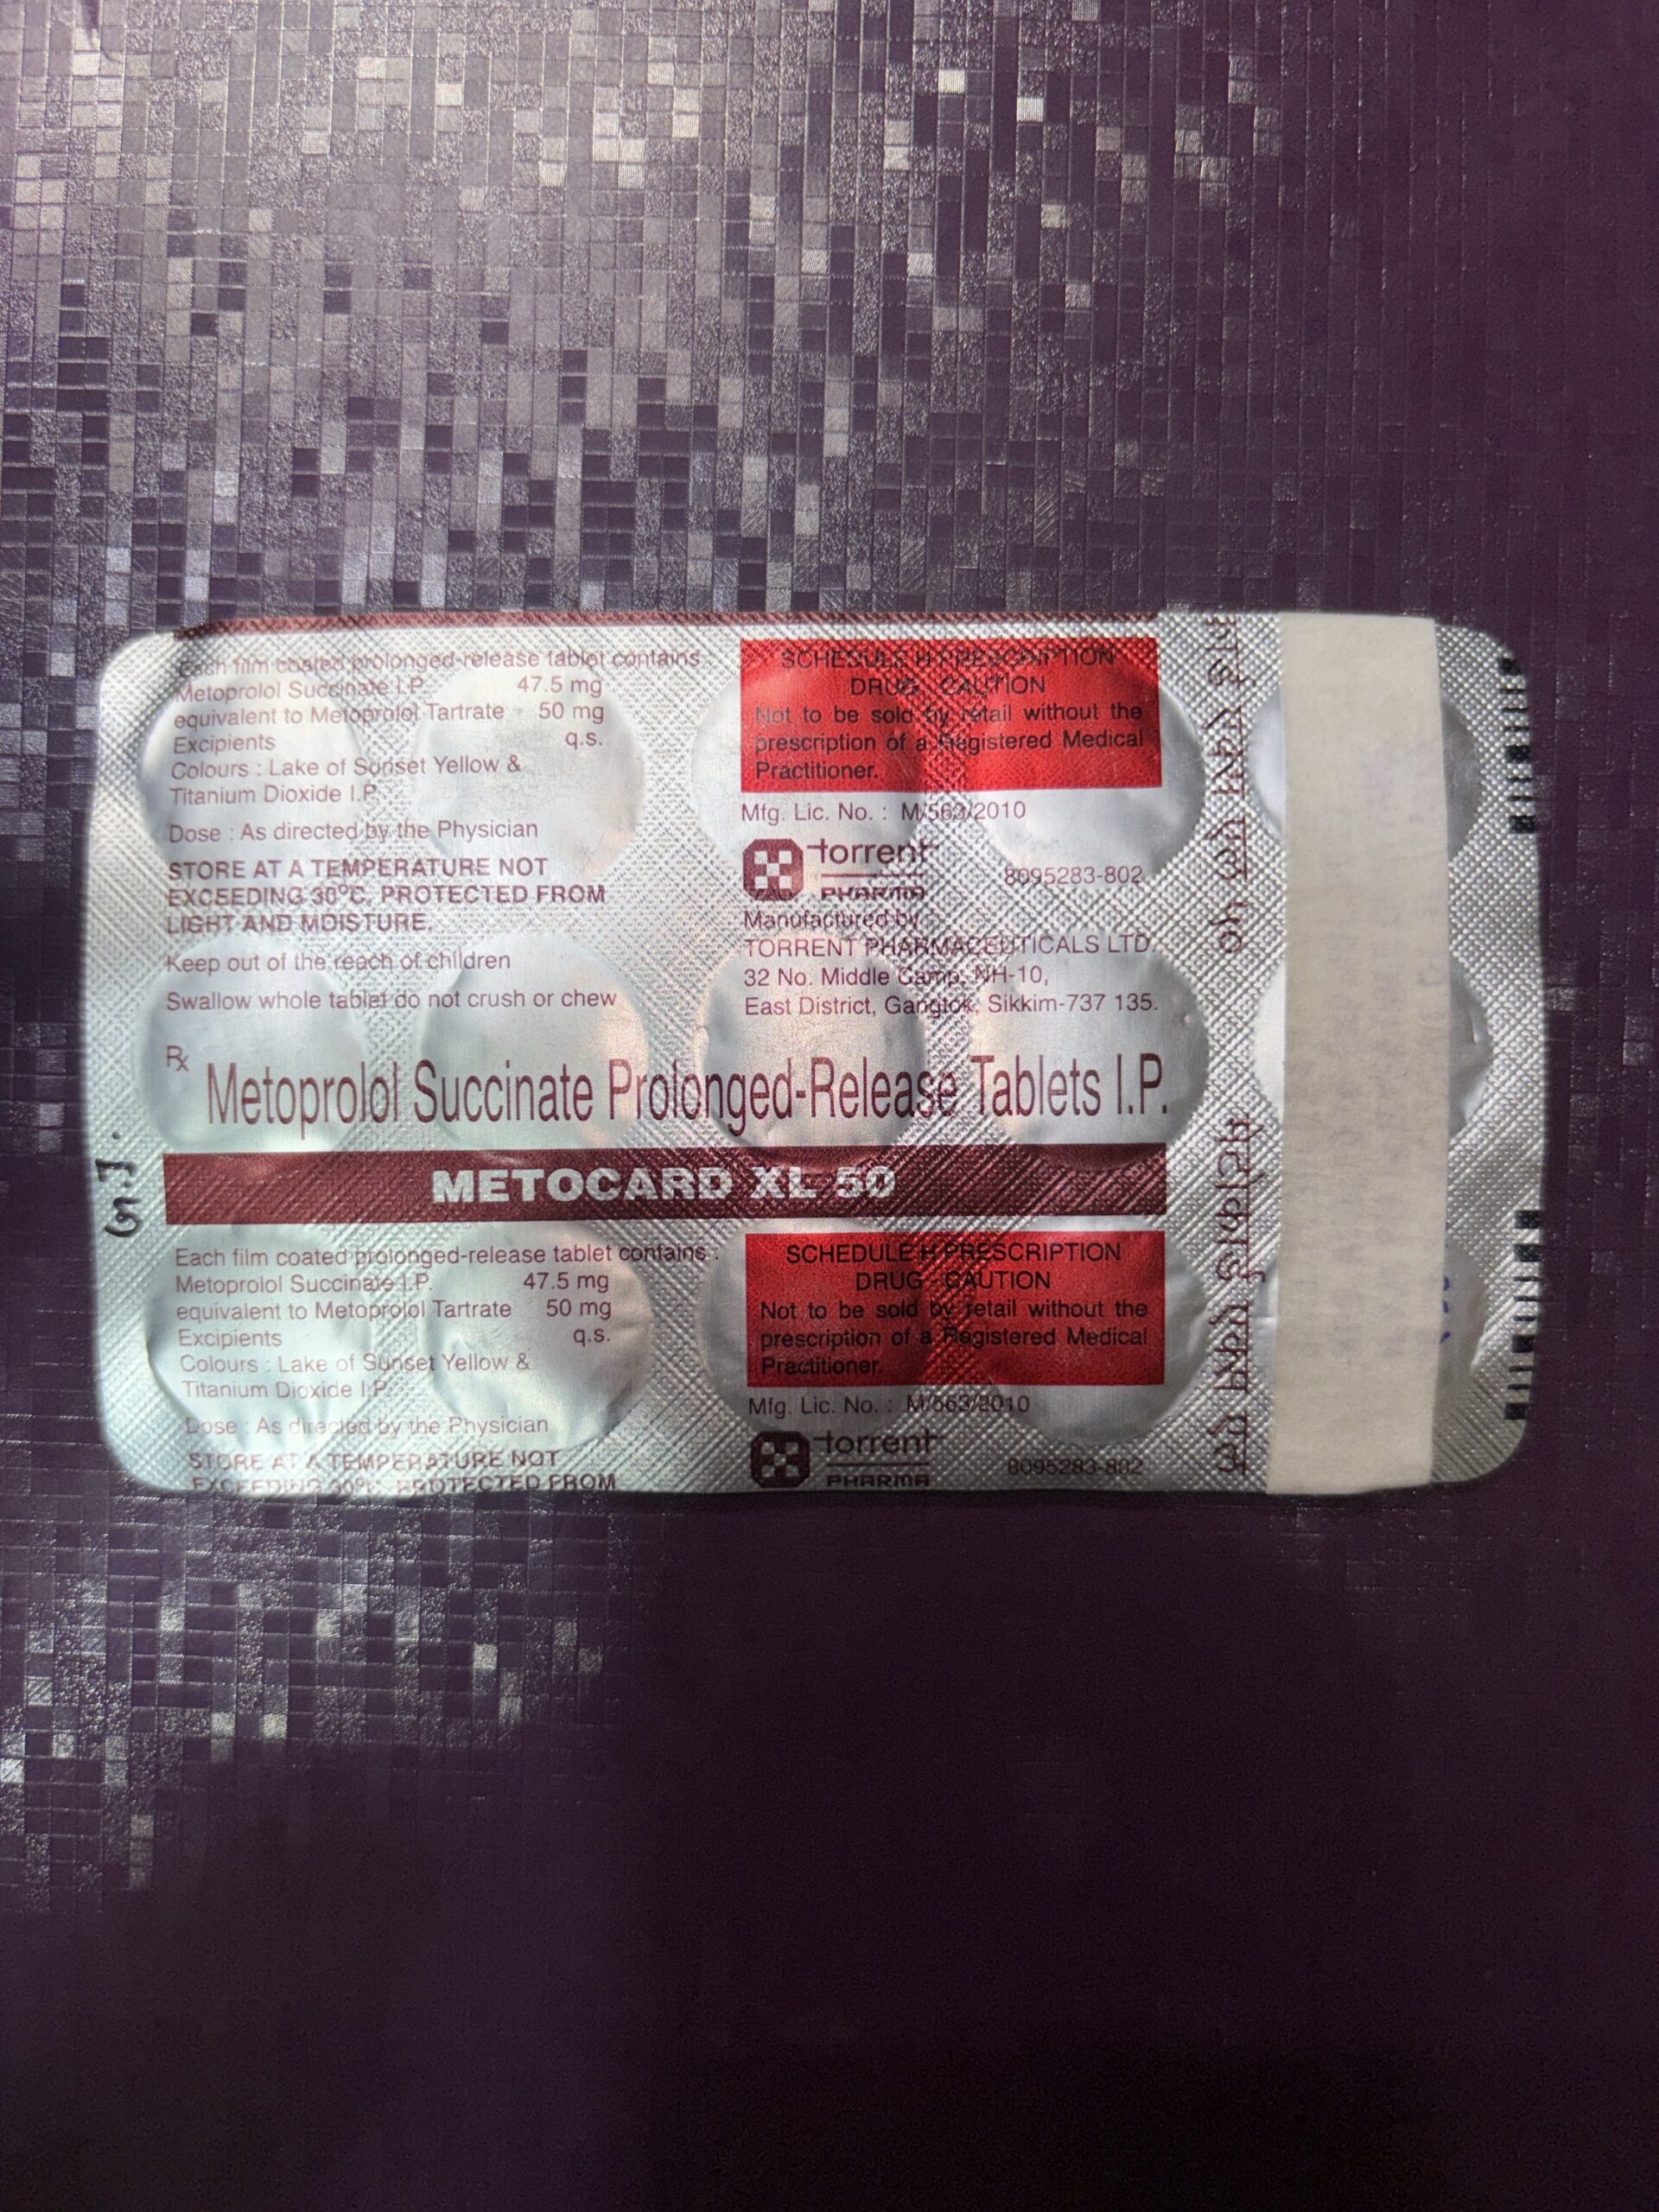 Each film coated prolonged-release tablet contains
Metoprolol Succinate I.P. 47.5 mg
equivalent to Metoprolol Tartrate 50 mg
Excipients q.s.
Colours : Lake of Sunset Yellow &
Titanium Dioxide I.P.
Dose : As directed by the Physician
STORE AT A TEMPERATURE NOT
EXCEEDING 30°C, PROTECTED FROM
LIGHT AND MOISTURE.
Keep out of the reach of children
Swallow whole tablet do not crush or chew
SCHEDULE H PRESCRIPTION
DRUG - CAUTION
Not to be sold by retail without the
prescription of a Registered Medical
Practitioner.
Mfg. Lic. No. : M/563/2010
torrent
PHARMA
8095283-802
Manufactured by :
TORRENT PHARMACEUTICALS LTD.
32 No. Middle Camp, NH-10,
East District, Gangtok, Sikkim-737 135.
Rx Metoprolol Succinate Prolonged-Release Tablets I.P.
METOCARD XL 50
Each film coated prolonged-release tablet contains :
Metoprolol Succinate I.P. 47.5 mg
equivalent to Metoprolol Tartrate 50 mg
Excipients q.s.
Colours : Lake of Sunset Yellow &
Titanium Dioxide I.P.
Dose : As directed by the Physician
STORE AT A TEMPERATURE NOT
EXCEEDING 30°C, PROTECTED FROM
SCHEDULE H PRESCRIPTION
DRUG - CAUTION
Not to be sold by retail without the
prescription of a Registered Medical
Practitioner.
Mfg. Lic. No. : M/563/2010
torrent
PHARMA
8095283-802